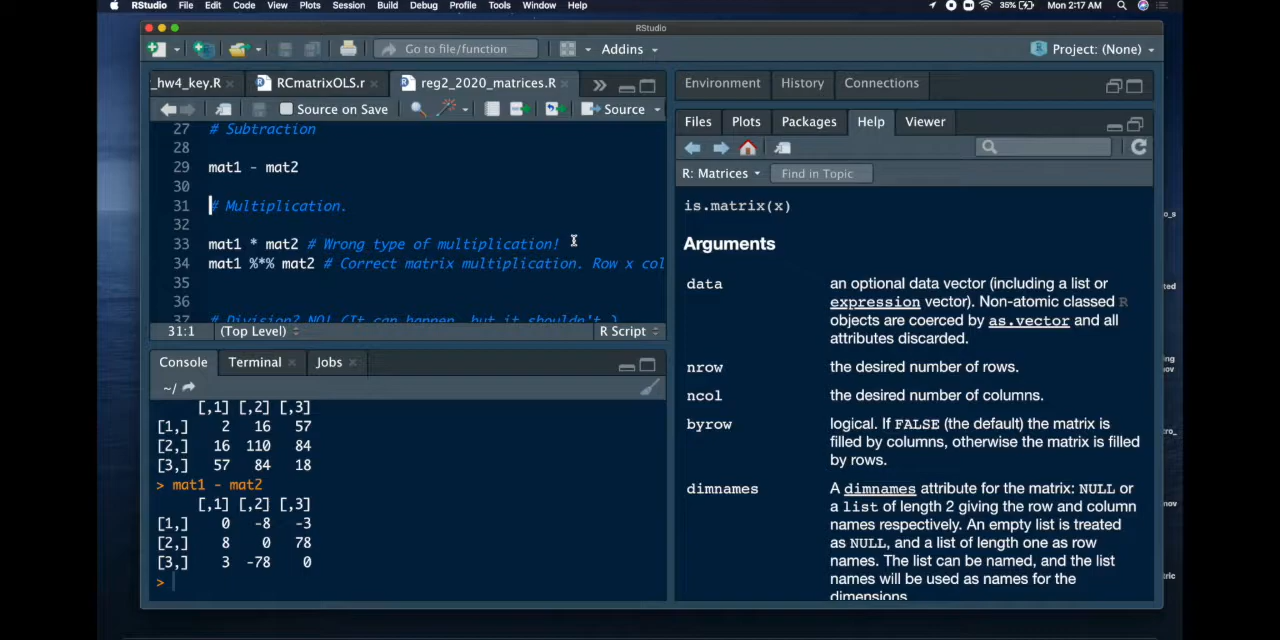 RStudio File Edit Code View Plots Session Build Debug Profile Tools Window Help 35% Mon 2:17 AM
RStudio
Go to file/function Addins Project: (None)
_hw4_key.R RCmatrixOLS.r reg2_2020_matrices.R
Source on Save Source
27 # Subtraction
28
29 mat1 - mat2
30
31 # Multiplication.
32
33 mat1 * mat2 # Wrong type of multiplication!
34 mat1 %*% mat2 # Correct matrix multiplication. Row x col
35
36
37 # Division? NO! (It can happen, but it shouldn't.)
31:1 (Top Level) R Script
Console Terminal Jobs
~/
[,1] [,2] [,3]
[1,] 2 16 57
[2,] 16 110 84
[3,] 57 84 18
> mat1 - mat2
[,1] [,2] [,3]
[1,] 0 -8 -3
[2,] 8 0 78
[3,] 3 -78 0
>
Environment History Connections
Files Plots Packages Help Viewer
R: Matrices Find in Topic
is.matrix(x)
Arguments
data an optional data vector (including a list or
expression vector). Non-atomic classed R
objects are coerced by as.vector and all
attributes discarded.
nrow the desired number of rows.
ncol the desired number of columns.
byrow logical. If FALSE (the default) the matrix is
filled by columns, otherwise the matrix is filled
by rows.
dimnames A dimnames attribute for the matrix: NULL or
a list of length 2 giving the row and column
names respectively. An empty list is treated
as NULL, and a list of length one as row
names. The list can be named, and the list
names will be used as names for the
dimensions.